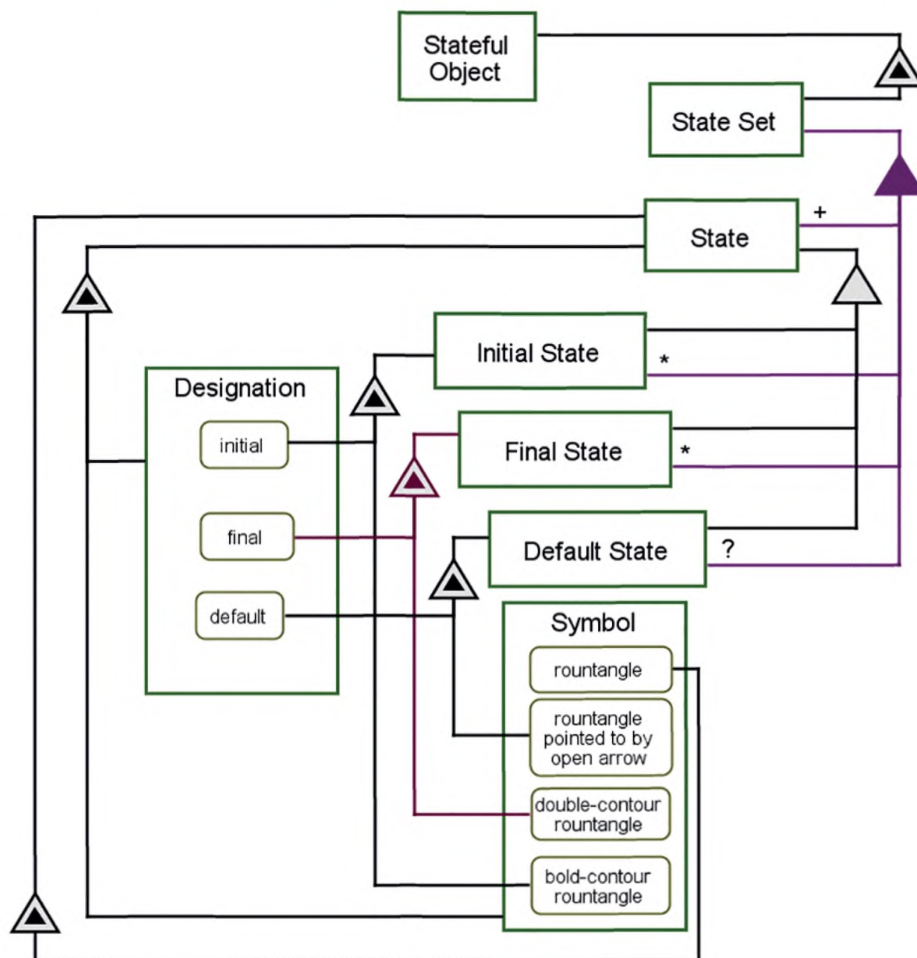 Stateful
Object
State Set
State
+
Initial State
*
Designation
initial
final
default
Final State
*
Default State
?
Symbol
rountangle
rountangle
pointed to by
open arrow
double-contour
rountangle
bold-contour
rountangle